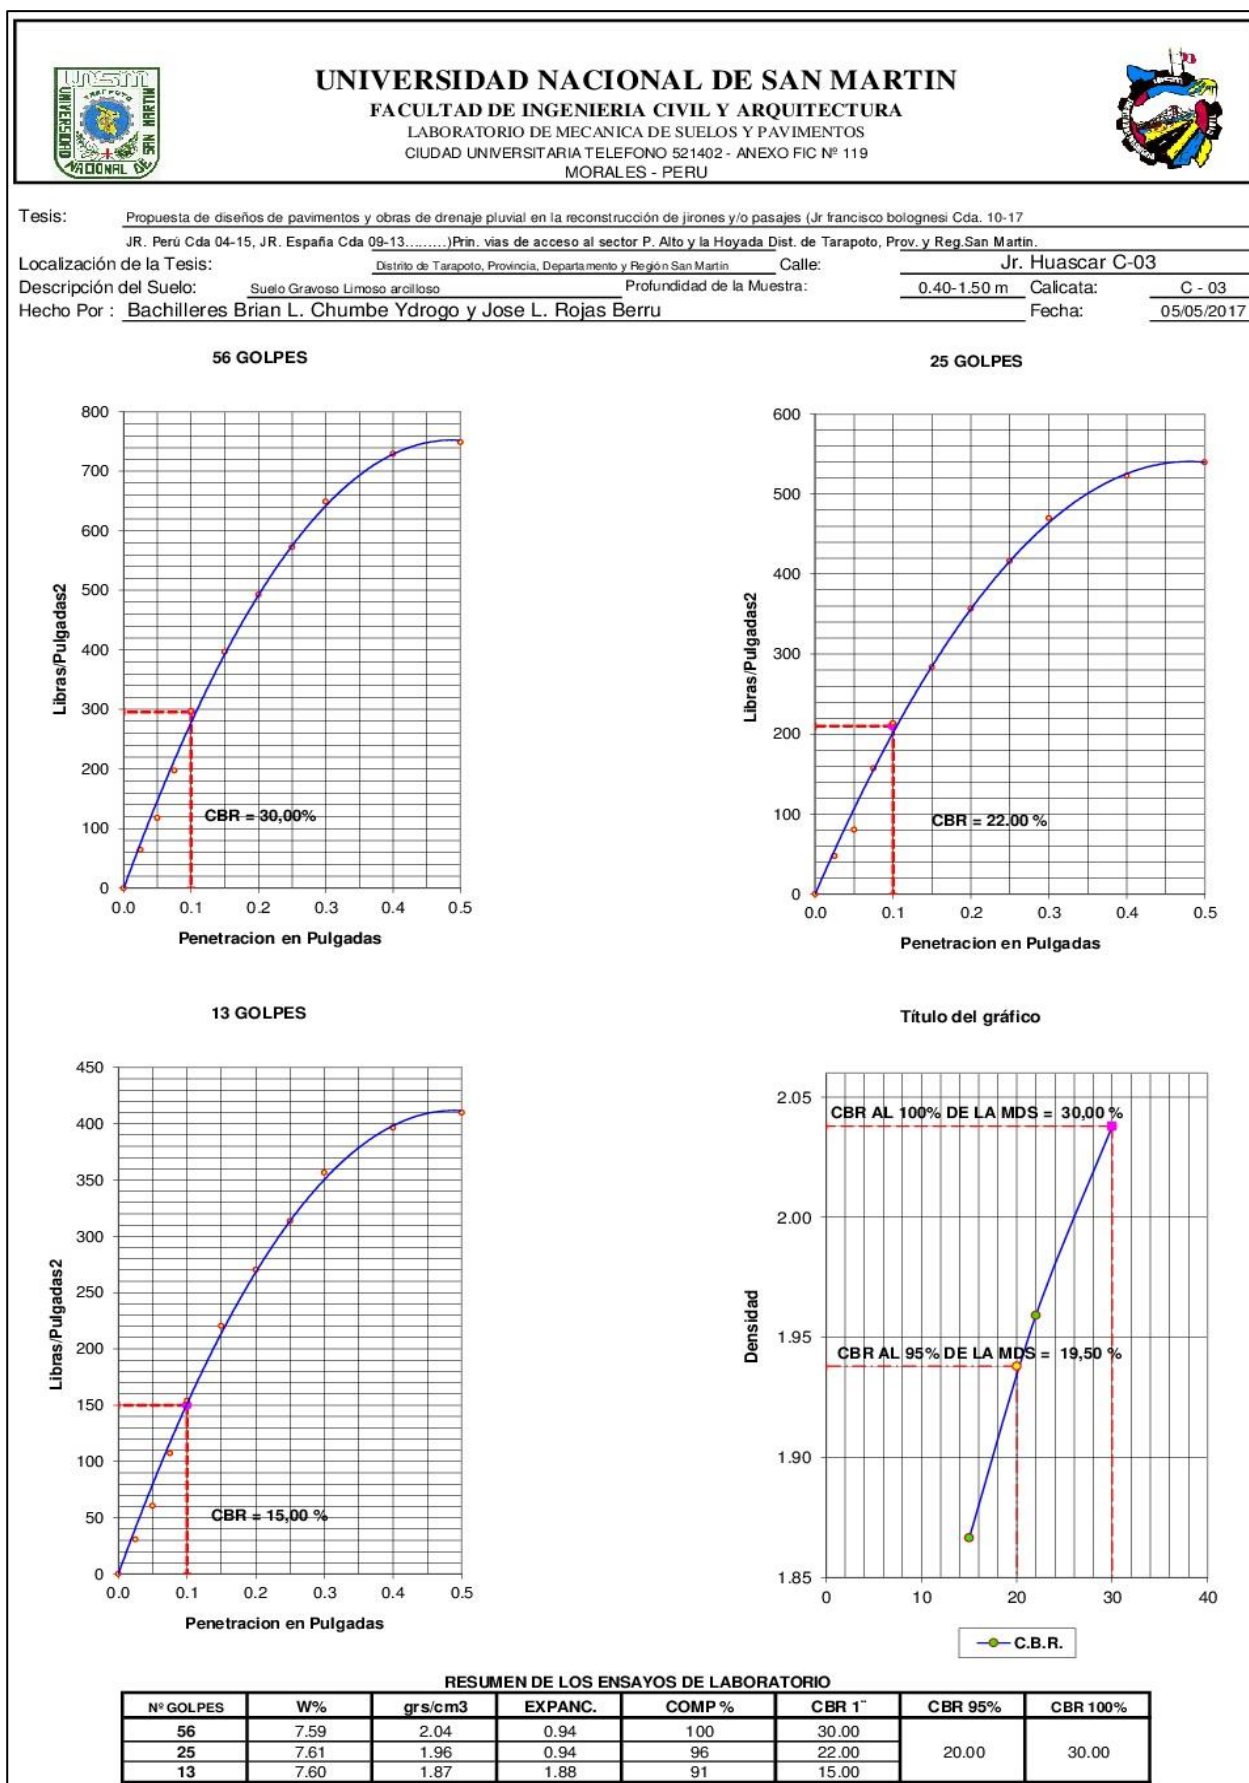 UNIVERSIDAD NACIONAL DE SAN MARTIN
FACULTAD DE INGENIERIA CIVIL Y ARQUITECTURA
LABORATORIO DE MECANICA DE SUELOS Y PAVIMENTOS
CIUDAD UNIVERSITARIA TELEFONO 521402 - ANEXO FIC Nº 119
MORALES - PERU
UNSM
TARAPOTO
UNIVERSIDAD NACIONAL DE SAN MARTIN
Tesis: Propuesta de diseños de pavimentos y obras de drenaje pluvial en la reconstrucción de jirones y/o pasajes (Jr francisco bolognesi Cda. 10-17
JR. Perú Cda 04-15, JR. España Cda 09-13.........)Prin. vias de acceso al sector P. Alto y la Hoyada Dist. de Tarapoto, Prov. y Reg.San Martin.
Localización de la Tesis: Distrito de Tarapoto, Provincia, Departamento y Región San Martin Calle: Jr. Huascar C-03
Descripción del Suelo: Suelo Gravoso Limoso arcilloso Profundidad de la Muestra: 0.40-1.50 m Calicata: C - 03
Hecho Por : Bachilleres Brian L. Chumbe Ydrogo y Jose L. Rojas Berru Fecha: 05/05/2017
56 GOLPES
800
700
600
500
400
300
200
100
0
Libras/Pulgadas2
CBR = 30,00%
0.0 0.1 0.2 0.3 0.4 0.5
Penetracion en Pulgadas
25 GOLPES
600
500
400
300
200
100
0
Libras/Pulgadas2
CBR = 22.00 %
0.0 0.1 0.2 0.3 0.4 0.5
Penetracion en Pulgadas
13 GOLPES
450
400
350
300
250
200
150
100
50
0
Libras/Pulgadas2
CBR = 15,00 %
0.0 0.1 0.2 0.3 0.4 0.5
Penetracion en Pulgadas
Título del gráfico
2.05
2.00
1.95
1.90
1.85
Densidad
CBR AL 100% DE LA MDS = 30,00 %
CBR AL 95% DE LA MDS = 19,50 %
0 10 20 30 40
C.B.R.
RESUMEN DE LOS ENSAYOS DE LABORATORIO
Nº GOLPES W% grs/cm3 EXPANC. COMP % CBR 1¨ CBR 95% CBR 100%
56 7.59 2.04 0.94 100 30.00
25 7.61 1.96 0.94 96 22.00 20.00 30.00
13 7.60 1.87 1.88 91 15.00